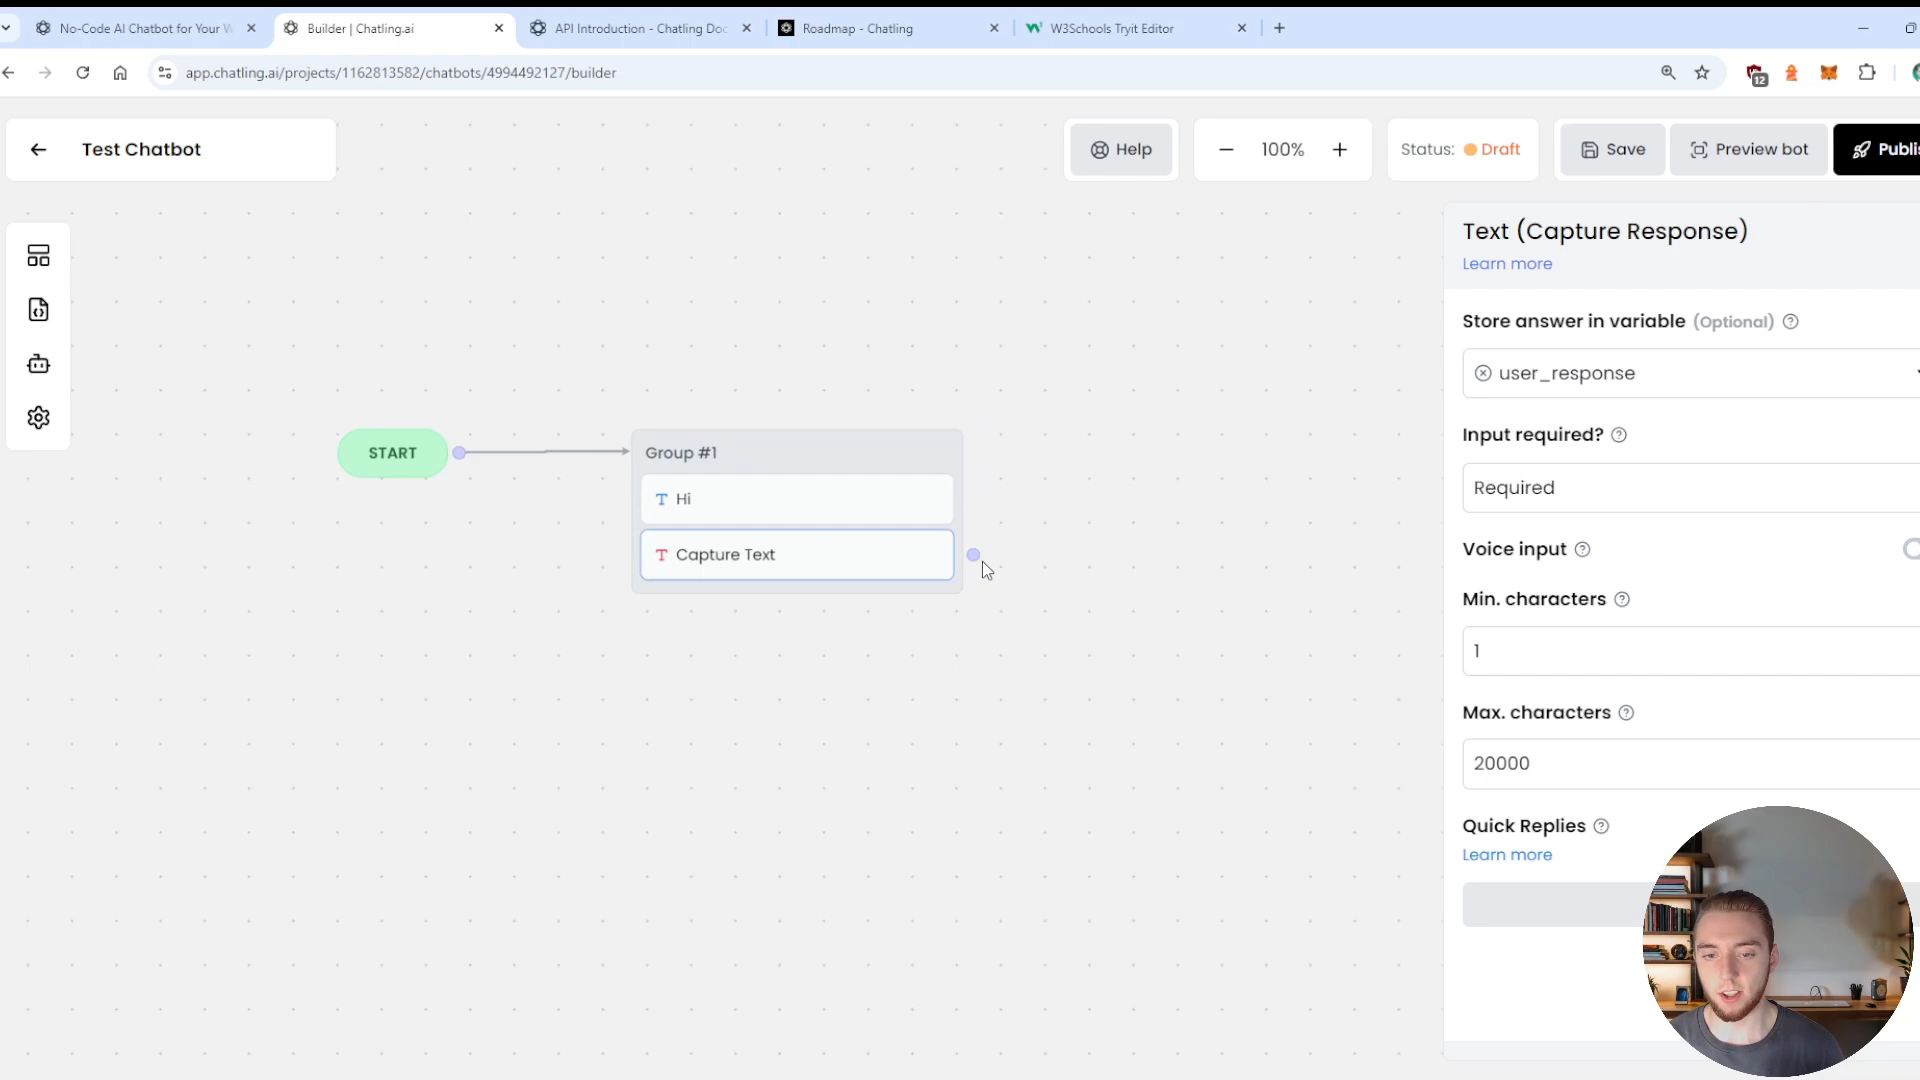 No-Code AI Chatbot for Your W
Builder | Chatling.ai
API Introduction - Chatling Doc
Roadmap - Chatling
W3Schools Tryit Editor
app.chatling.ai/projects/1162813582/chatbots/4994492127/builder
12
Test Chatbot
Help
100%
Status: Draft
Save
Preview bot
Publis
Text (Capture Response)
Learn more
Store answer in variable (Optional)
user_response
Input required?
Required
START
Group #1
Hi
Capture Text
Voice input
Min. characters
1
Max. characters
20000
Quick Replies
Learn more